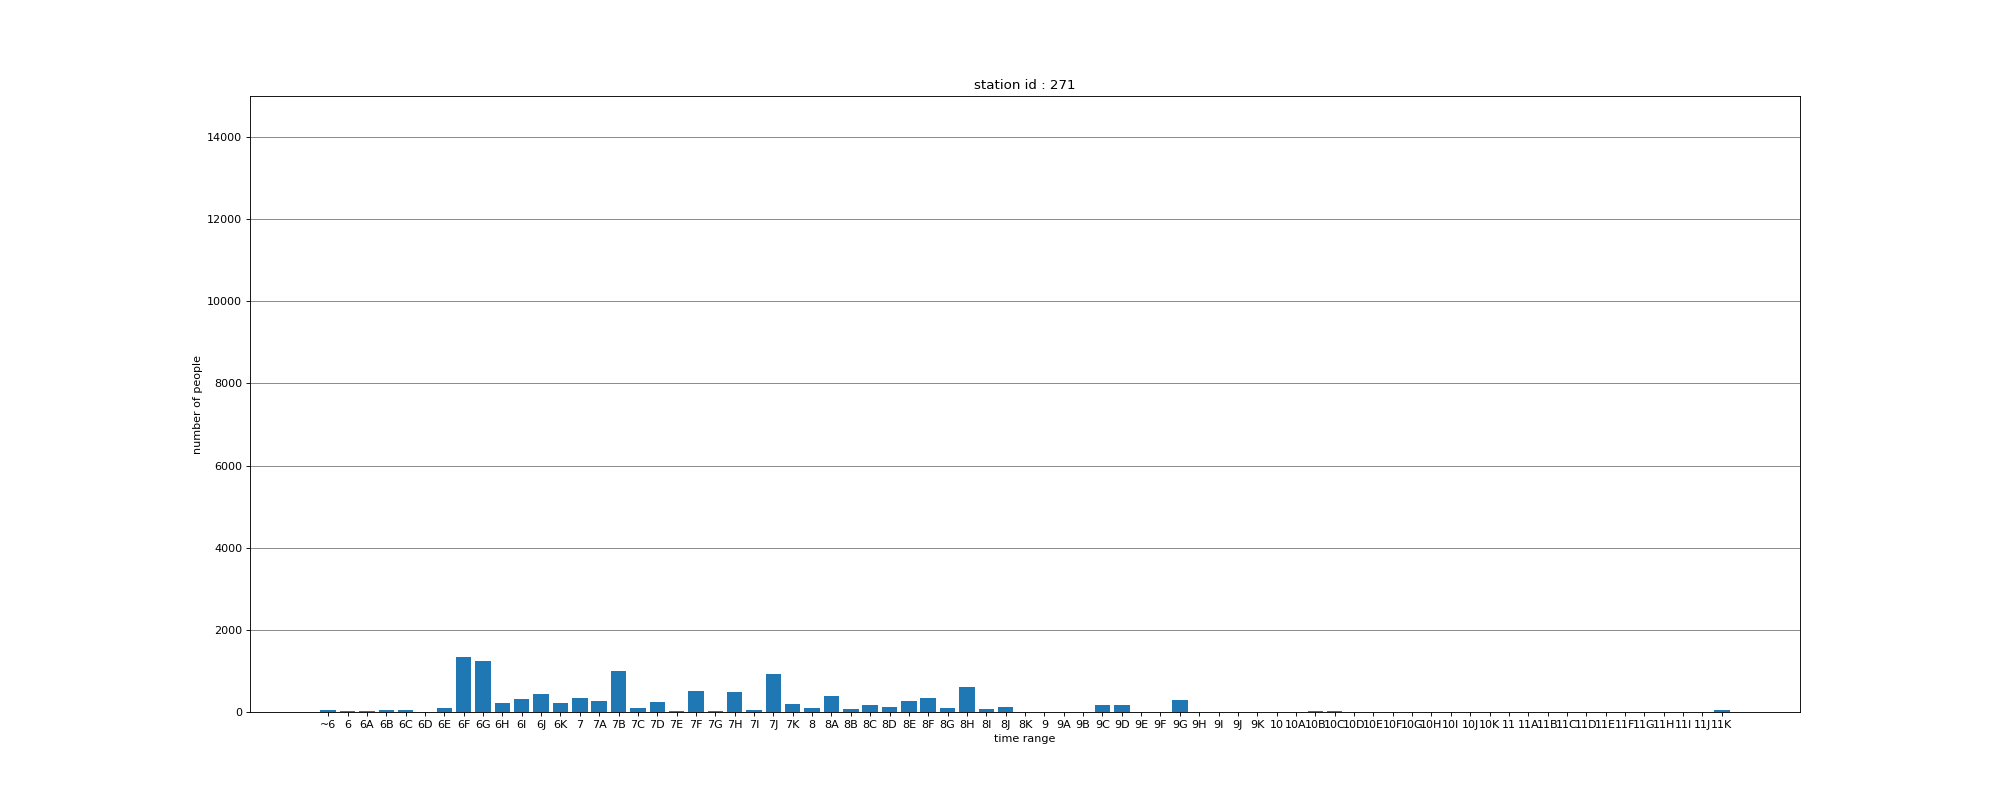 station id : 271
14000
12000
10000
8000
6000
4000
2000
0
number of people
~6 6 6A 6B 6C 6D 6E 6F 6G 6H 6I 6J 6K 7 7A 7B 7C 7D 7E 7F 7G 7H 7I 7J 7K 8 8A 8B 8C 8D 8E 8F 8G 8H 8I 8J 8K 9 9A 9B 9C 9D 9E 9F 9G 9H 9I 9J 9K 10 10A 10B 10C 10D 10E 10F 10G 10H 10I 10J 10K 11 11A 11B 11C 11D 11E 11F 11G 11H 11I 11J 11K
time range